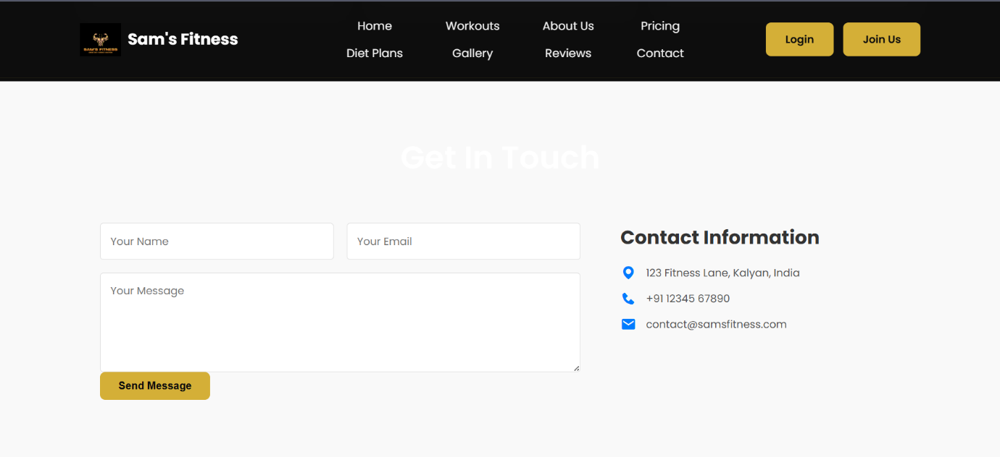 SAM'S FITNESS
Sam's Fitness
Home Workouts About Us Pricing
Diet Plans Gallery Reviews Contact
Login Join Us
Get In Touch
Your Name Your Email
Your Message
Send Message
Contact Information
123 Fitness Lane, Kalyan, India
+91 12345 67890
contact@samsfitness.com